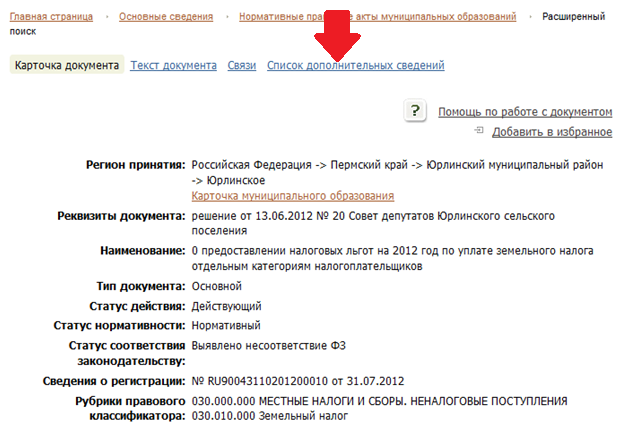 Главная страница › Основные сведения › Нормативные пра е акты муниципальных образований › Расширенный
поиск
Карточка документа Текст документа Связи Список дополнительных сведений
? Помощь по работе с документом
Добавить в избранное
Регион принятия: Российская Федерация -> Пермский край -> Юрлинский муниципальный район
-> Юрлинское
Карточка муниципального образования
Реквизиты документа: решение от 13.06.2012 № 20 Совет депутатов Юрлинского сельского
поселения
Наименование: 0 предоставлении налоговых льгот на 2012 год по уплате земельного налога
отдельным категориям налогоплательщиков
Тип документа: Основной
Статус действия: Действующий
Статус нормативности: Нормативный
Статус соответствия Выявлено несоответствие ФЗ
законодательству:
Сведения о регистрации: № RU90043110201200010 от 31.07.2012
Рубрики правового 030.000.000 МЕСТНЫЕ НАЛОГИ И СБОРЫ. НЕНАЛОГОВЫЕ ПОСТУПЛЕНИЯ
классификатора: 030.010.000 Земельный налог